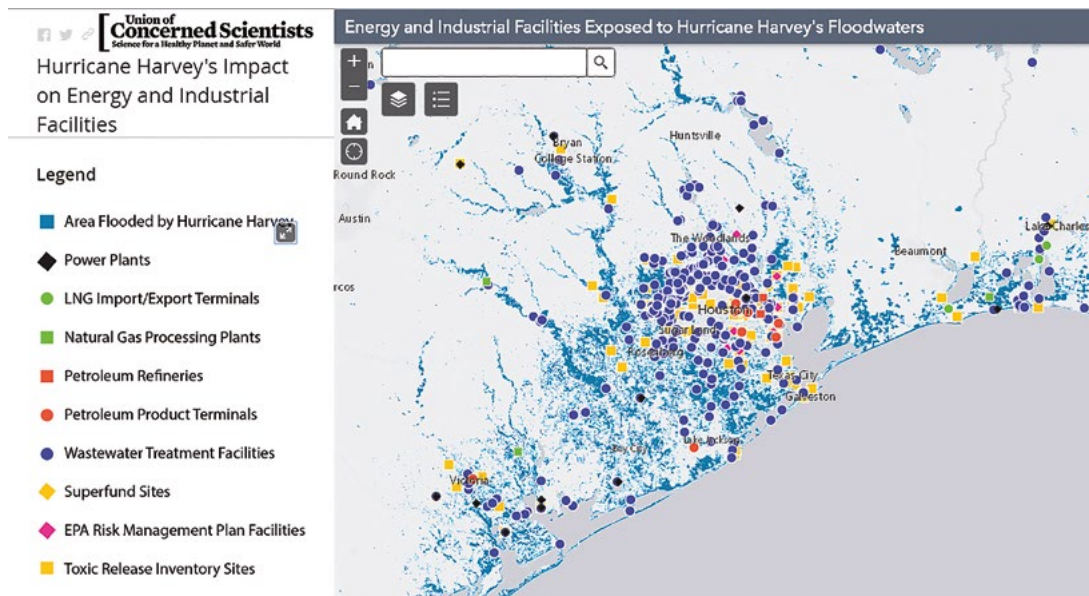 Union of
Concerned Scientists
Science for a Healthy Planet and Safer World
Hurricane Harvey's Impact
on Energy and Industrial
Facilities
Legend
Area Flooded by Hurricane Harvey
Power Plants
LNG Import/Export Terminals
Natural Gas Processing Plants
Petroleum Refineries
Petroleum Product Terminals
Wastewater Treatment Facilities
Superfund Sites
EPA Risk Management Plan Facilities
Toxic Release Inventory Sites
Energy and Industrial Facilities Exposed to Hurricane Harvey's Floodwaters
Huntsville
Bryan
College Station
Round Rock
Austin
The Woodlands
Lake Charles
Beaumont
rcos
Houston
Sugar Land
Rosenberg
Texas City
Galveston
Lake Jackson
Bay City
Victoria